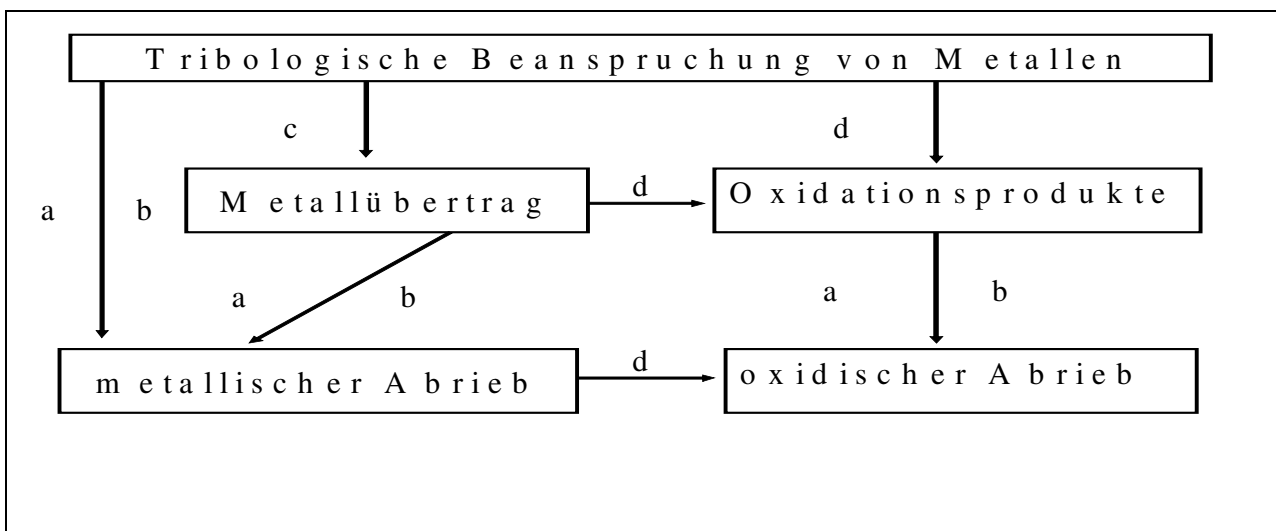 Tribologische Beanspruchung von Metallen
c
d
Metallübertrag
d
Oxidationsprodukte
a
b
a
b
a
b
metallischer Abrieb
d
oxidischer Abrieb